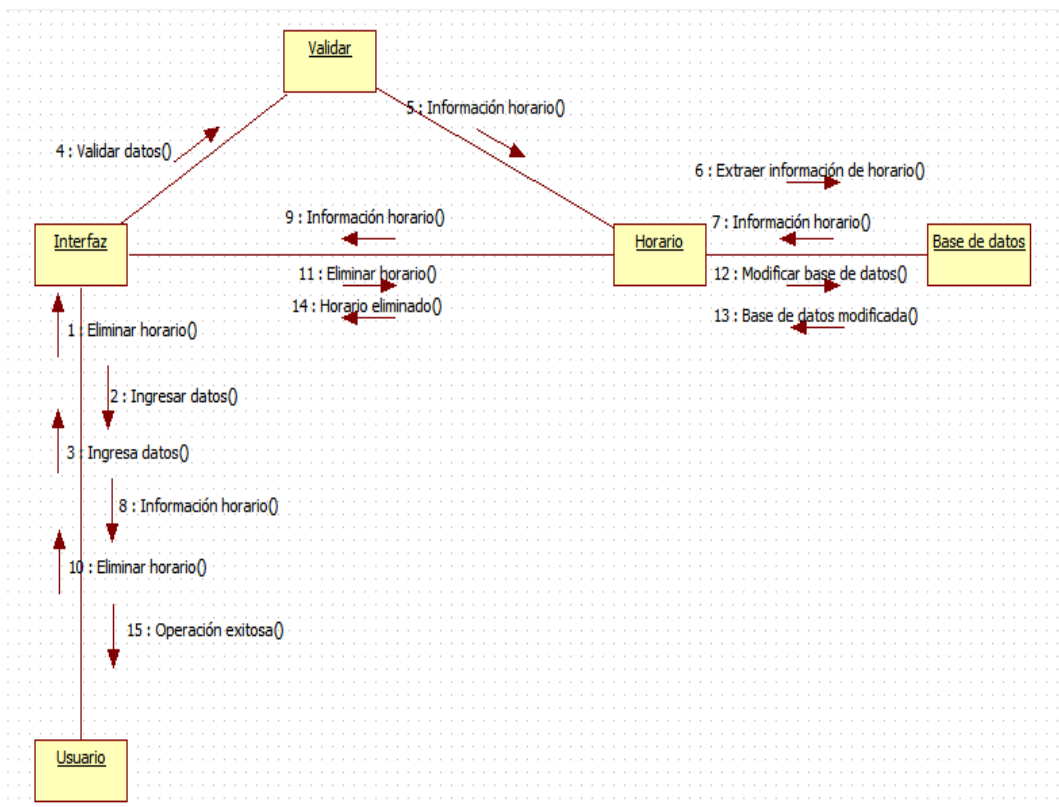 Validar
5 : Información horario()
4 : Validar datos()
6 : Extraer información de horario()
9 : Información horario()
7 : Información horario()
Interfaz
Horario
Base de datos
11 : Eliminar horario()
12 : Modificar base de datos()
14 : Horario eliminado()
13 : Base de datos modificada()
1 : Eliminar horario()
2 : Ingresar datos()
3 : Ingresa datos()
8 : Información horario()
10 : Eliminar horario()
15 : Operación exitosa()
Usuario